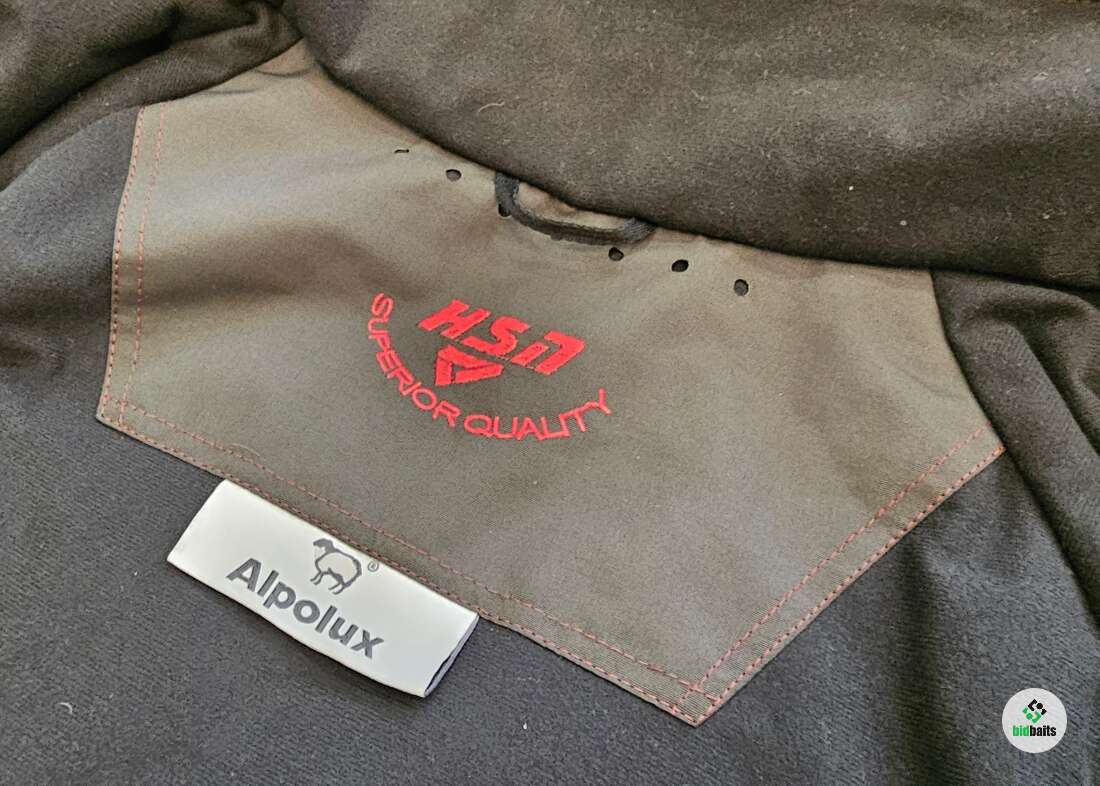 HSN
SUPERIOR QUALITY
Alpolux®
bidbaits